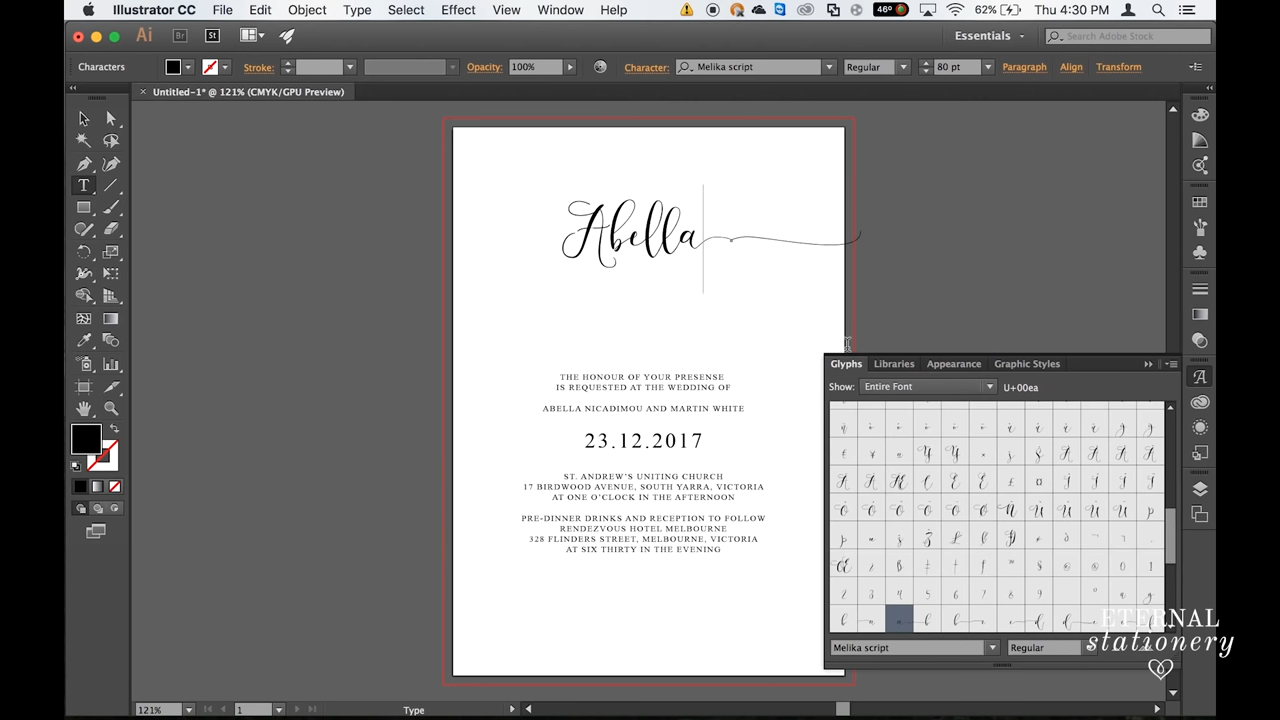 Illustrator CC File Edit Object Type Select Effect View Window Help 46° 62% Thu 4:30 PM
Ai Br St Essentials Search Adobe Stock
Characters Stroke: Opacity: 100% Character: Melika script Regular 80 pt Paragraph Align Transform
Untitled-1* @ 121% (CMYK/GPU Preview)
Abella
THE HONOUR OF YOUR PRESENSE
IS REQUESTED AT THE WEDDING OF
ABELLA NICADIMOU AND MARTIN WHITE
23.12.2017
ST. ANDREW'S UNITING CHURCH
17 BIRDWOOD AVENUE, SOUTH YARRA, VICTORIA
AT ONE O'CLOCK IN THE AFTERNOON
PRE-DINNER DRINKS AND RECEPTION TO FOLLOW
RENDEZVOUS HOTEL MELBOURNE
328 FLINDERS STREET, MELBOURNE, VICTORIA
AT SIX THIRTY IN THE EVENING
Glyphs Libraries Appearance Graphic Styles
Show: Entire Font U+00ea
Melika script Regular
ETERNAL
stationery
121% 1 Type